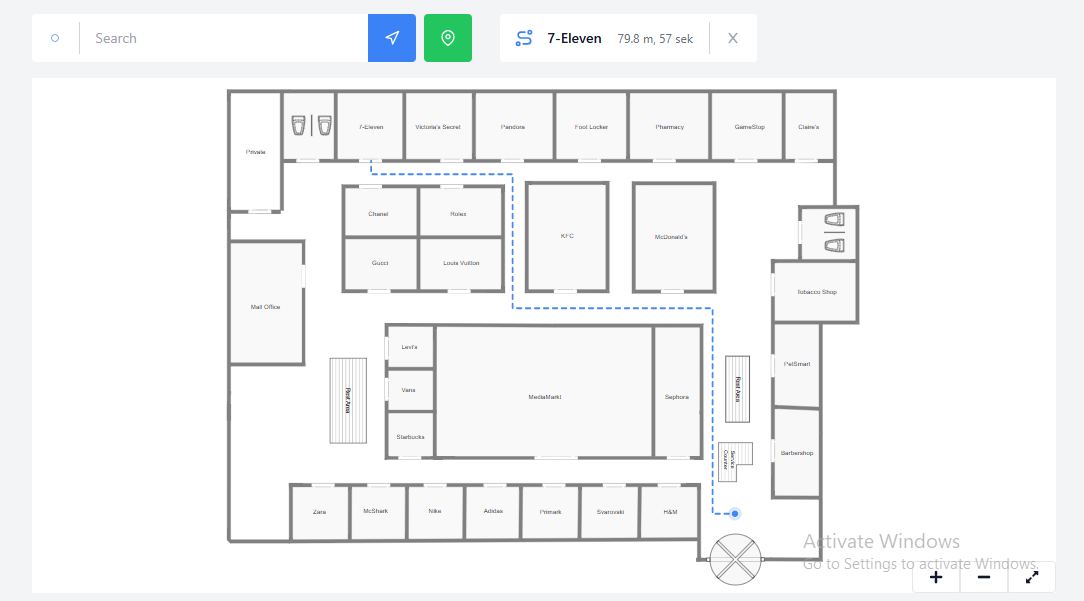 Search
7-Eleven 79.8 m, 57 sek X
Private
7-Eleven
Victoria's Secret
Pandora
Foot Locker
Pharmacy
GameStop
Claire's
Chanel
Rolex
Gucci
Louis Vuitton
KFC
McDonald's
Mall Office
Tobacco Shop
Levi's
Vans
Starbucks
MediaMarkt
Sephora
Rest Area
Rest Area
Service
Counter
PetSmart
Barbershop
Zara
McShark
Nike
Adidas
Primark
Svarovski
H&M
Activate Windows
Go to Settings to activate Windows.